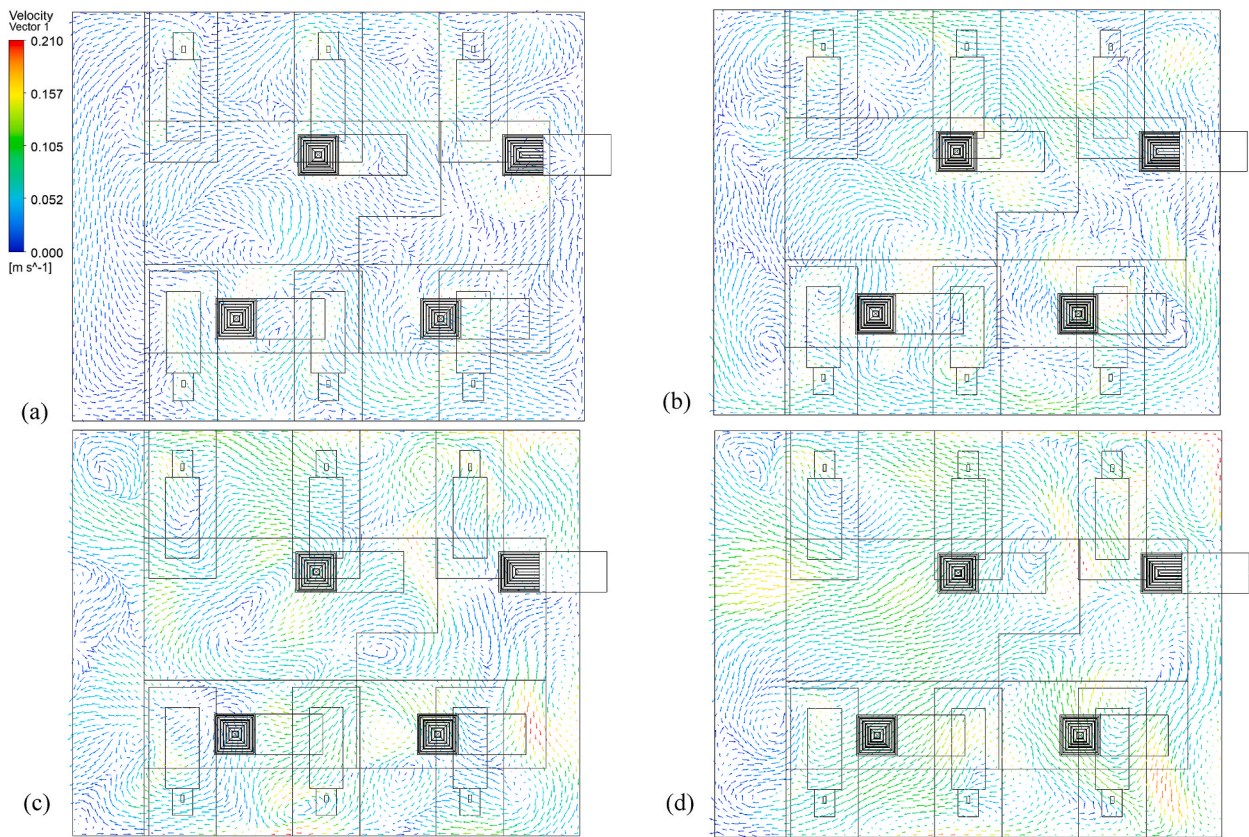 Velocity
Vector 1
0.210
0.157
0.105
0.052
0.000
[m s^-1]
(a)
(b)
(c)
(d)